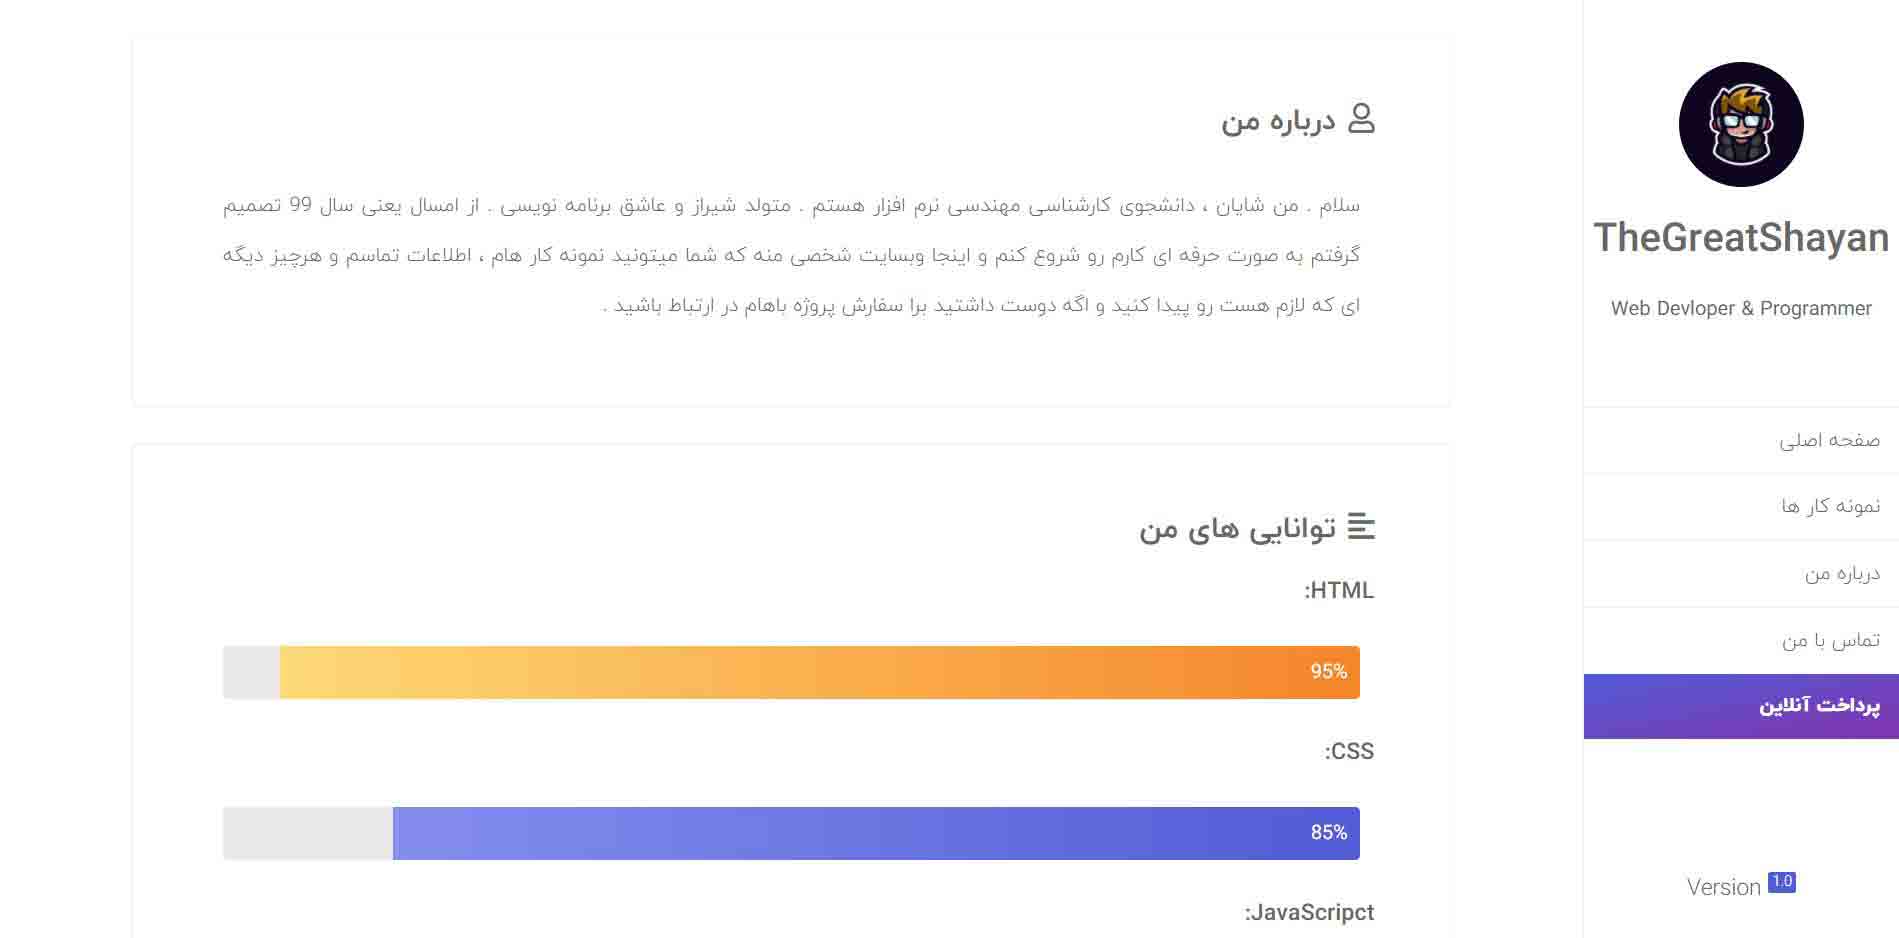 TheGreatShayan
Web Devloper & Programmer
صفحه اصلی
نمونه کار ها
درباره من
تماس با من
پرداخت آنلاین
Version 1.0
درباره من
سلام . من شایان ، دانشجوی کارشناسی مهندسی نرم افزار هستم . متولد شیراز و عاشق برنامه نویسی . از امسال یعنی سال 99 تصمیم
گرفتم به صورت حرفه ای کارم رو شروع کنم و اینجا وبسایت شخصی منه که شما میتونید نمونه کار هام ، اطلاعات تماسم و هرچیز دیگه
ای که لازم هست رو پیدا کنید و اگه دوست داشتید برا سفارش پروژه باهام در ارتباط باشید .
توانایی های من
HTML:
95%
CSS:
85%
JavaScripct: